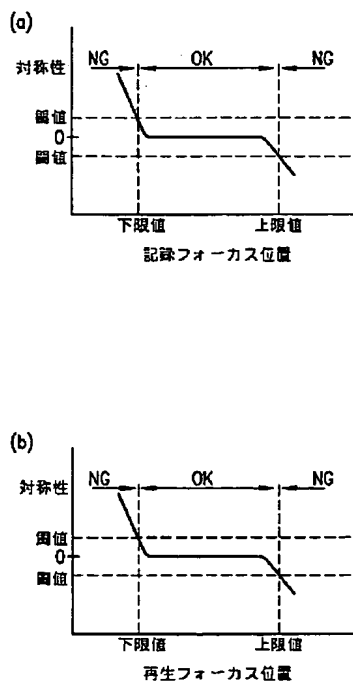 (a)
対称性 NG OK NG
閾値
0
閾値
下限値 上限値
記録フォーカス位置
(b)
対称性 NG OK NG
閾値
0
閾値
下限値 上限値
再生フォーカス位置